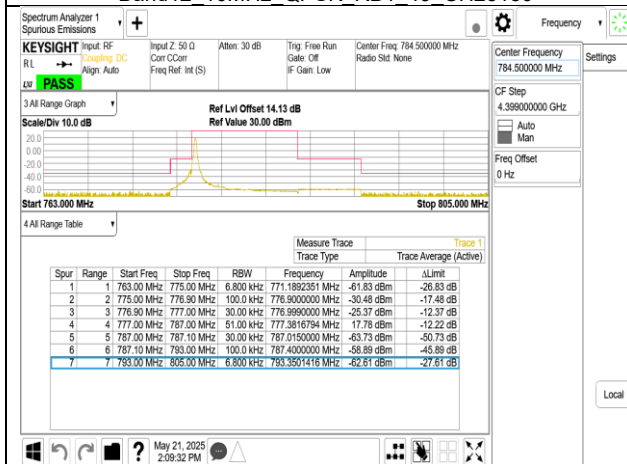 Spectrum Analyzer 1
Spurious Emissions
Frequency
KEYSIGHT Input: RF Input Z: 50 Ω Atten: 30 dB Trig: Free Run Center Freq: 784.500000 MHz
RL Coupling: DC Corr CCorr Gate: Off Radio Std: None
Align: Auto Freq Ref: Int (S) IF Gain: Low
PASS
Center Frequency
784.500000 MHz
Settings
CF Step
4.399000000 GHz
Auto
Man
Freq Offset
0 Hz
3 All Range Graph
Ref Lvl Offset 14.13 dB
Scale/Div 10.0 dB Ref Value 30.00 dBm
20.0
0.00
-20.0
-40.0
-60.0
Start 763.000 MHz Stop 805.000 MHz
4 All Range Table
Measure Trace Trace 1
Trace Type Trace Average (Active)
Spur Range Start Freq Stop Freq RBW Frequency Amplitude ΔLimit
1 1 763.00 MHz 775.00 MHz 6.800 kHz 771.1892351 MHz -61.83 dBm -26.83 dB
2 2 775.00 MHz 776.90 MHz 100.0 kHz 776.9000000 MHz -30.48 dBm -17.48 dB
3 3 776.90 MHz 777.00 MHz 30.00 kHz 776.9990000 MHz -25.37 dBm -12.37 dB
4 4 777.00 MHz 787.00 MHz 51.00 kHz 777.3816794 MHz 17.78 dBm -12.22 dB
5 5 787.00 MHz 787.10 MHz 30.00 kHz 787.0150000 MHz -63.73 dBm -50.73 dB
6 6 787.10 MHz 793.00 MHz 100.0 kHz 787.4000000 MHz -58.89 dBm -45.89 dB
7 7 793.00 MHz 805.00 MHz 6.800 kHz 793.3501416 MHz -62.61 dBm -27.61 dB
Local
May 21, 2025
2:09:32 PM